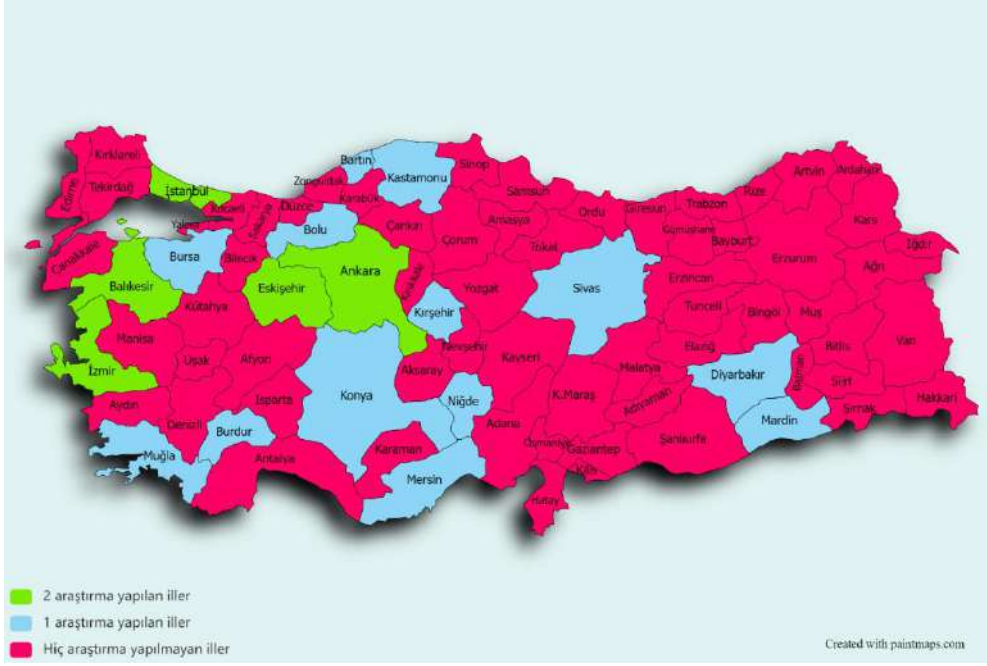 Kırklareli
Edirne
Tekirdağ
İstanbul
Kocaeli
Yalova
Sakarya
Düzce
Zonguldak
Bartın
Karabük
Kastamonu
Sinop
Samsun
Ordu
Giresun
Trabzon
Rize
Artvin
Ardahan
Kars
Iğdır
Çanakkale
Balıkesir
Bursa
Bilecik
Bolu
Çankırı
Çorum
Amasya
Tokat
Gümüşhane
Bayburt
Erzurum
Ağrı
Kütahya
Eskişehir
Ankara
Kırıkkale
Yozgat
Sivas
Erzincan
Tunceli
Bingöl
Muş
Manisa
İzmir
Uşak
Afyon
Kırşehir
Nevşehir
Kayseri
Malatya
Elazığ
Bitlis
Van
Aydın
Denizli
Isparta
Konya
Aksaray
Niğde
K.Maraş
Adıyaman
Diyarbakır
Batman
Siirt
Hakkari
Muğla
Burdur
Antalya
Karaman
Mersin
Adana
Osmaniye
Gaziantep
Kilis
Şanlıurfa
Mardin
Şırnak
Hatay
2 araştırma yapılan iller
1 araştırma yapılan iller
Hiç araştırma yapılmayan iller
Created with paintmaps.com